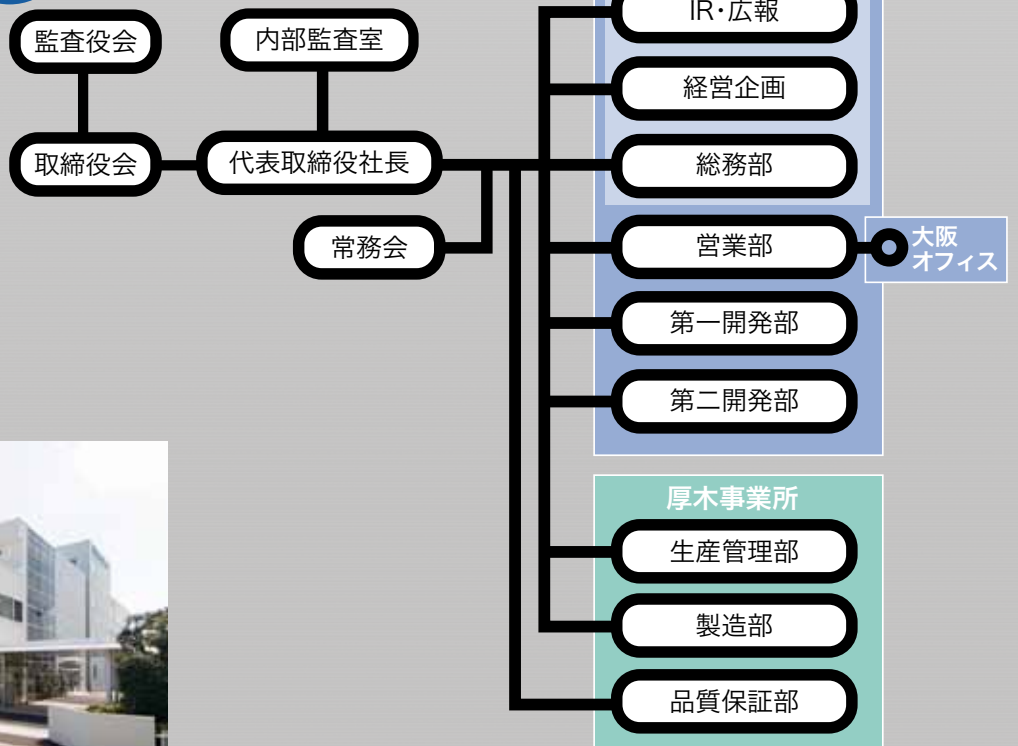 IR・広報
監査役会
内部監査室
経営企画
取締役会
代表取締役社長
総務部
常務会
営業部
大阪
オフィス
第一開発部
第二開発部
厚木事業所
生産管理部
製造部
品質保証部